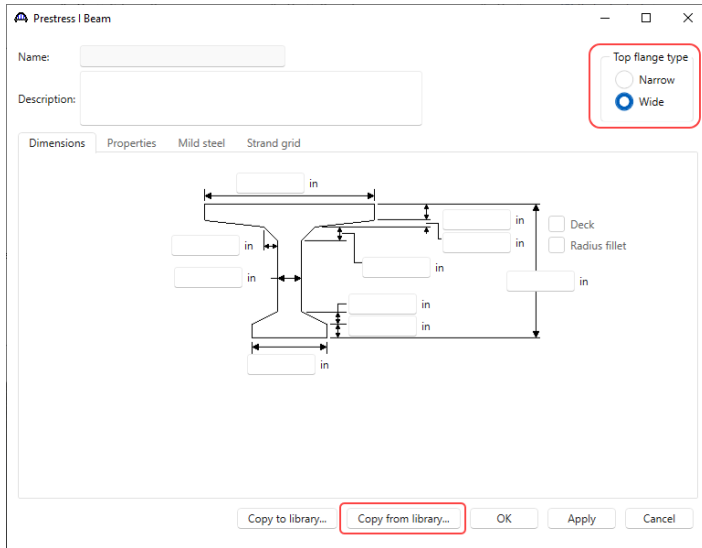 Prestress I Beam
Name:
Top flange type
Narrow
Wide
Description:
Dimensions Properties Mild steel Strand grid
in
in Deck
in in Radius fillet
in
in in
in
in
in
Copy to library... Copy from library... OK Apply Cancel